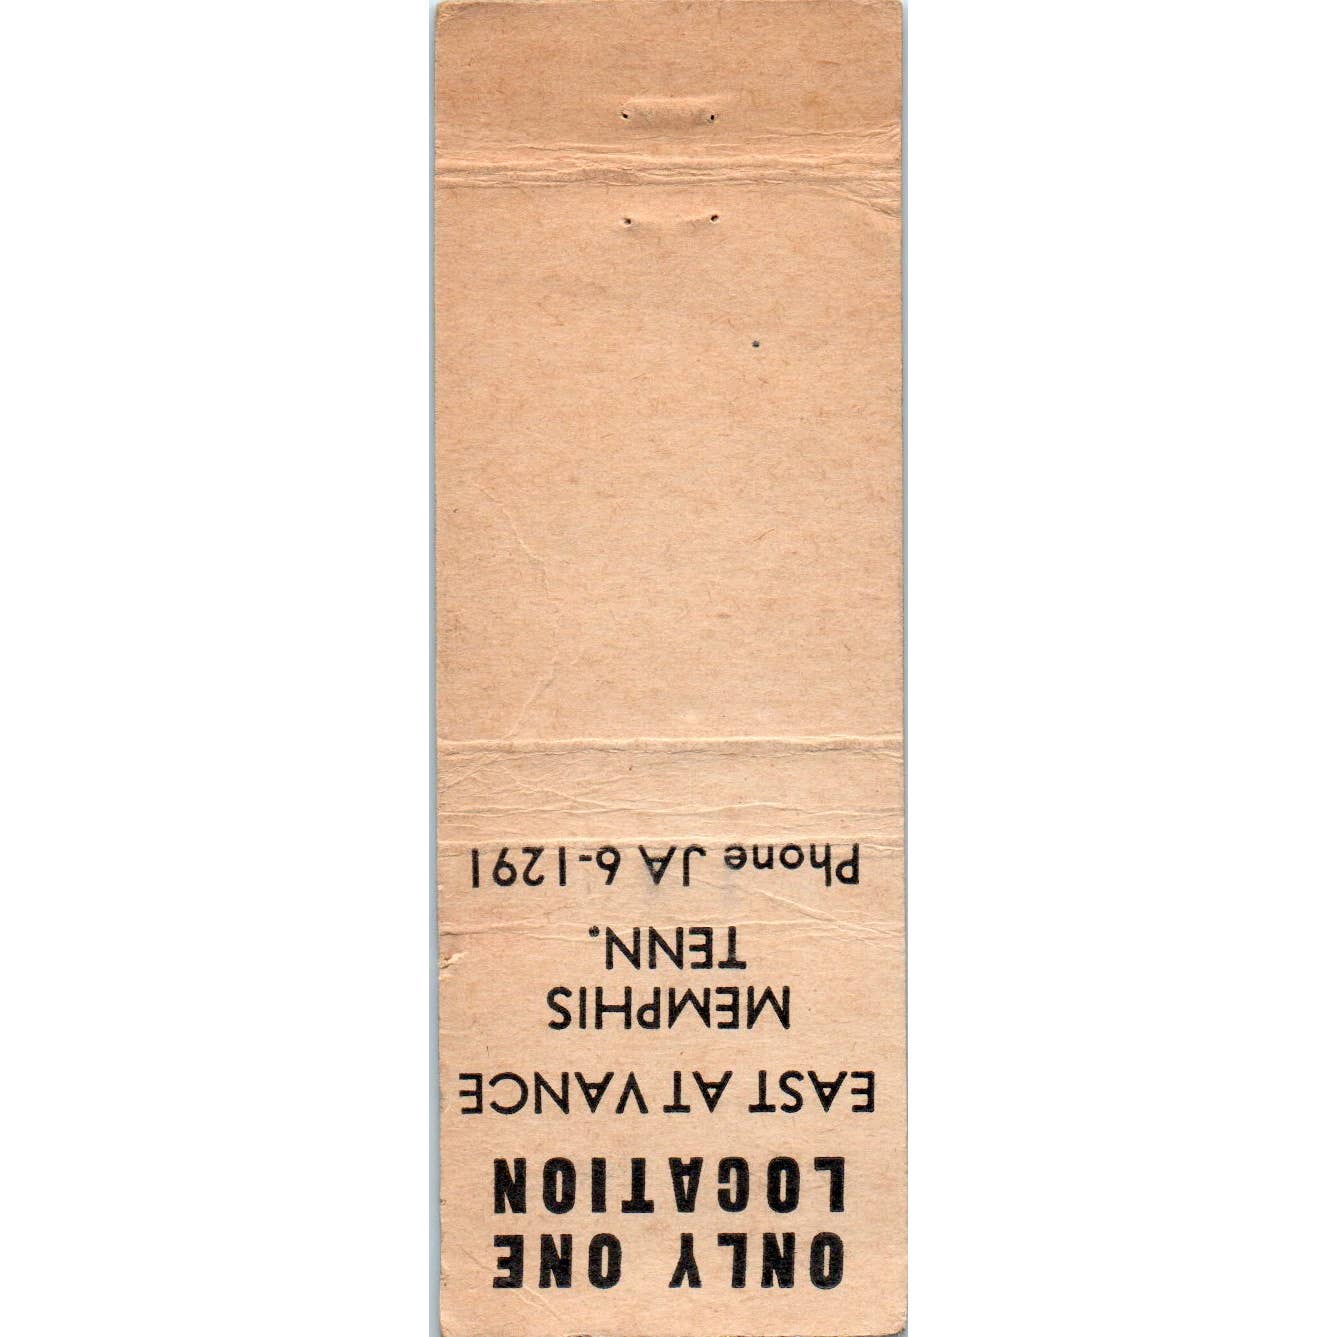 ONLY ONE
LOCATION
EAST AT VANCE
MEMPHIS
TENN.
Phone JA 6-1291